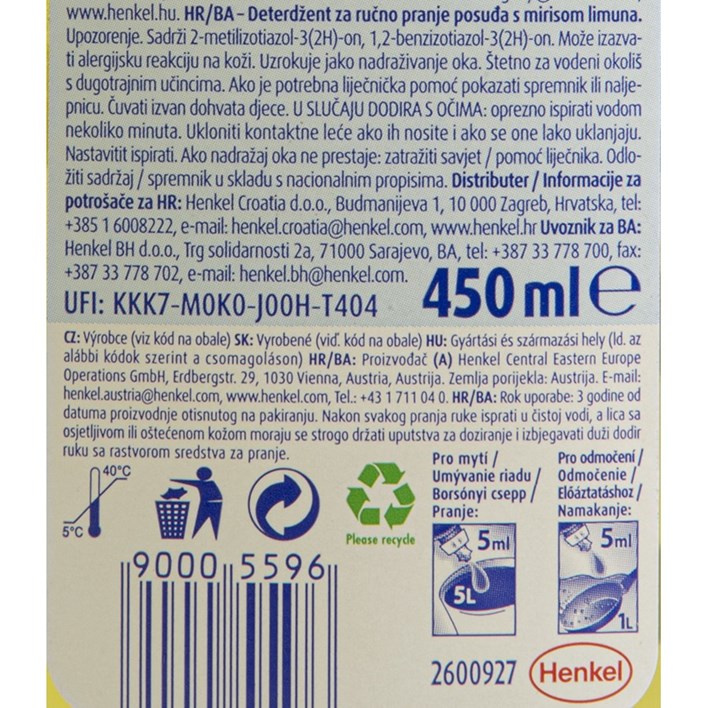 www.henkel.hu. HR/BA – Deterdžent za ručno pranje posuđa s mirisom limuna.
Upozorenje. Sadrži 2-metilizotiazol-3(2H)-on, 1,2-benzizotiazol-3(2H)-on. Može izazva-
ti alergijsku reakciju na koži. Uzrokuje jako nadraživanje oka. Štetno za vodeni okoliš
s dugotrajnim učincima. Ako je potrebna liječnička pomoć pokazati spremnik ili nalje-
pnicu. Čuvati izvan dohvata djece. U SLUČAJU DODIRA S OČIMA: oprezno ispirati vodom
nekoliko minuta. Ukloniti kontaktne leće ako ih nosite i ako se one lako uklanjaju.
Nastavitit ispirati. Ako nadražaj oka ne prestaje: zatražiti savjet / pomoć liječnika. Odlo-
žiti sadržaj / spremnik u skladu s nacionalnim propisima. Distributer / Informacije za
potrošače za HR: Henkel Croatia d.o.o., Budmanijeva 1, 10 000 Zagreb, Hrvatska, tel:
+385 1 6008222, e-mail: henkel.croatia@henkel.com, www.henkel.hr Uvoznik za BA:
Henkel BH d.o.o., Trg solidarnosti 2a, 71000 Sarajevo, BA, tel: +387 33 778 700, fax:
+387 33 778 702, e-mail: henkel.bh@henkel.com.
UFI: KKK7-M0K0-J00H-T404 450 ml e
CZ: Výrobce (viz kód na obale) SK: Vyrobené (viď. kód na obale) HU: Gyártási és származási hely (ld. az
alábbi kódok szerint a csomagoláson) HR/BA: Proizvođač (A) Henkel Central Eastern Europe
Operations GmbH, Erdbergstr. 29, 1030 Vienna, Austria, Austrija. Zemlja porijekla: Austrija. E-mail:
henkel.austria@henkel.com, www.henkel.com, Tel.: +43 1 711 04 0. HR/BA: Rok uporabe: 3 godine od
datuma proizvodnje otisnutog na pakiranju. Nakon svakog pranja ruke isprati u čistoj vodi, a lica sa
osjetljivom ili oštećenom kožom moraju se strogo držati uputstva za doziranje i izbjegavati duži dodir
ruku sa rastvorom sredstva za pranje.
40°C
5°C
Please recycle
Pro mytí /
Umývanie riadu /
Borsónyi csepp /
Pranje:
5ml
5L
Pro odmočení /
Odmočenie /
Előáztatáshoz /
Namakanje:
5ml
1L
9000 5596
2600927 Henkel